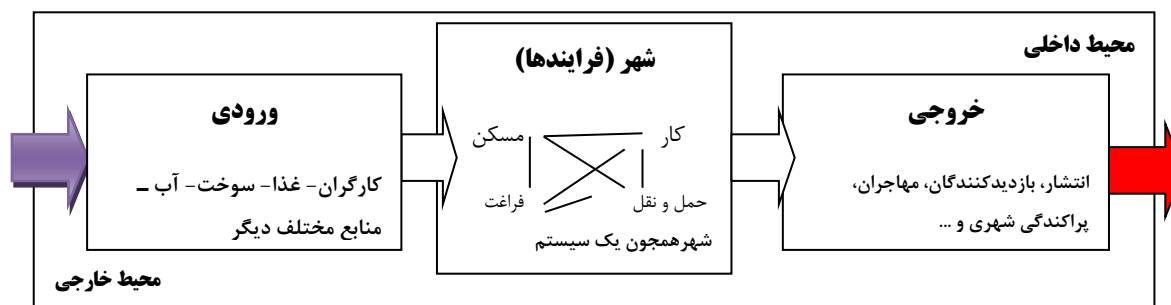 محیط داخلی
ورودی
کارگران- غذا- سوخت- آب –
منابع مختلف دیگر
شهر (فرایندها)
مسکن کار
فراغت حمل و نقل
شهرهمچون یک سیستم
خروجی
انتشار، بازدیدکنندگان، مهاجران،
پراکندگی شهری و ...
محیط خارجی